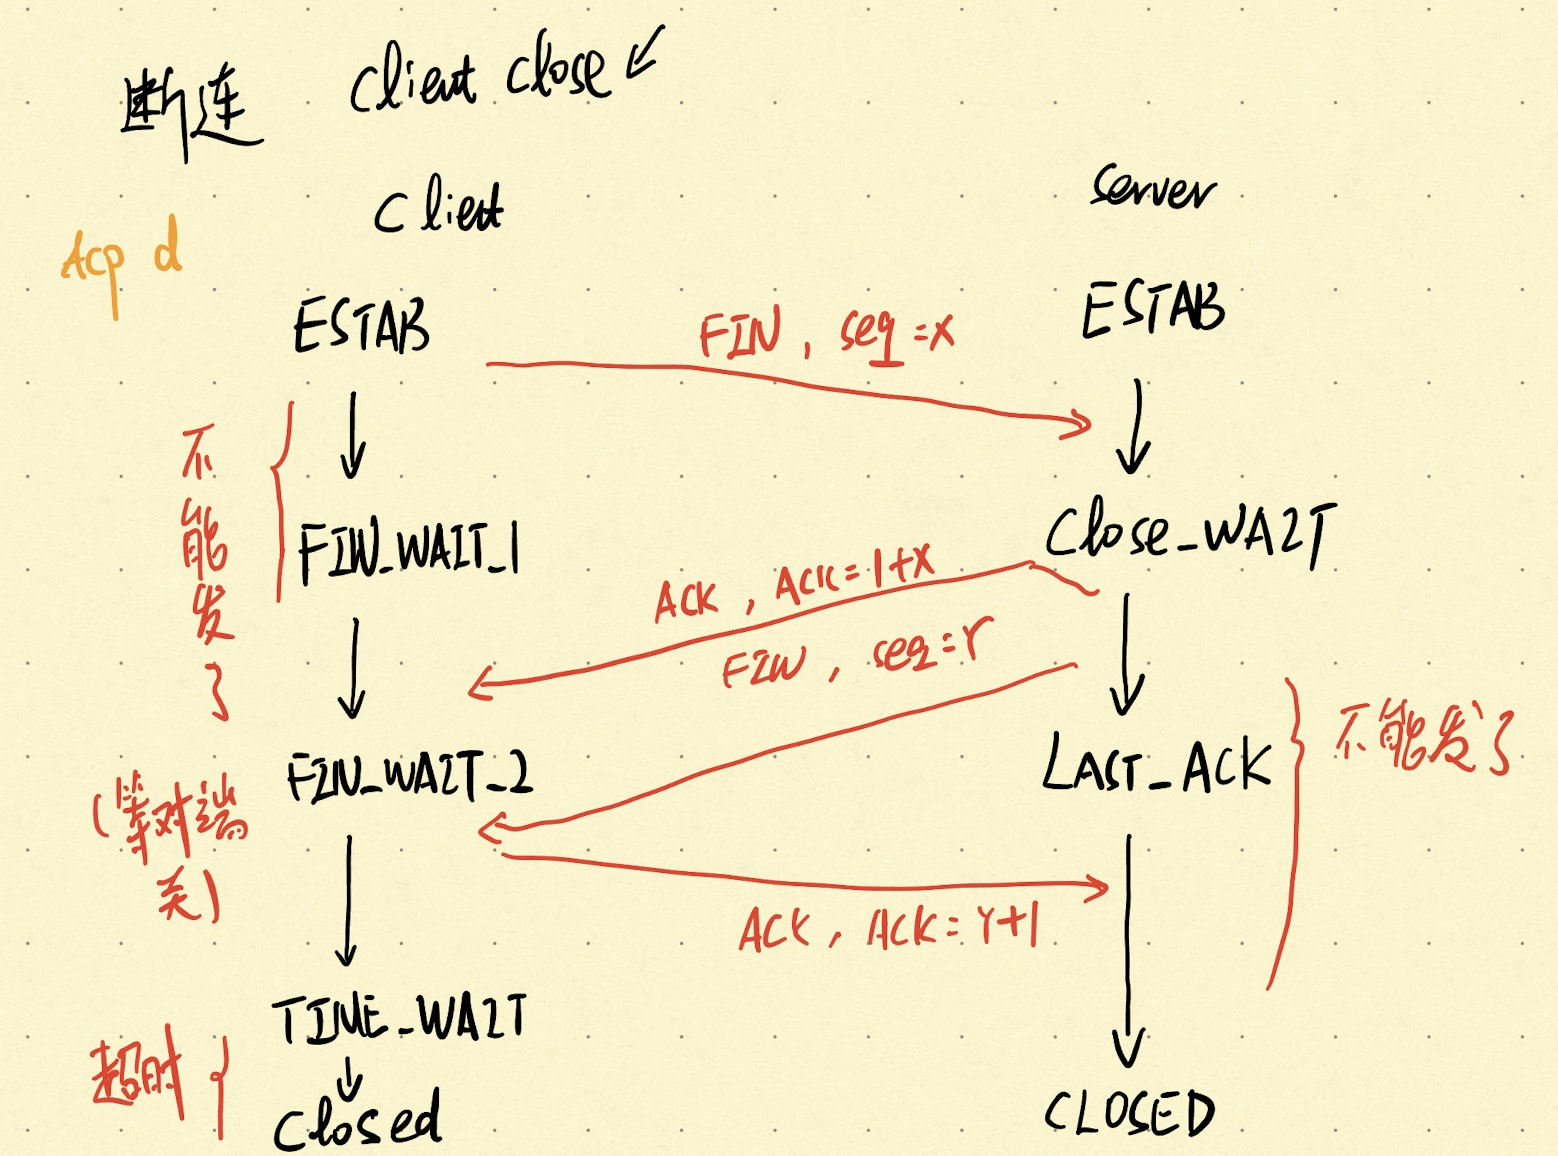 断连 Client Close
Client
Server
Acp d
ESTAB
ESTAB
FIN, seq=x
不能发了
FIN_WAIT_1
Close_WAIT
ACK, ACK=1+x
FIN, seq=Y
FIN_WAIT_2
LAST_ACK
不能发了
(等对端
关)
ACK, ACK=Y+1
TIME_WAIT
超时
Closed
CLOSED